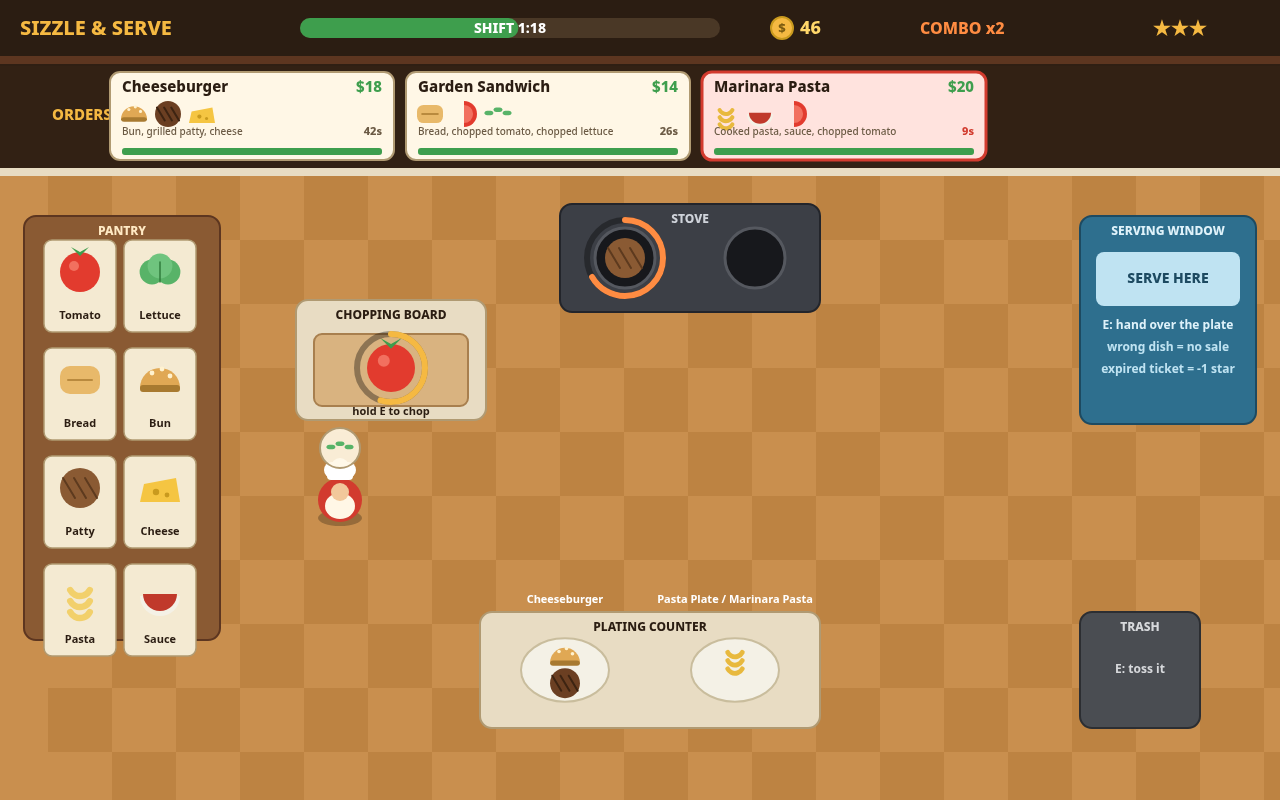 SIZZLE & SERVE
SHIFT 1:18
$ 46
COMBO x2
ORDERS
Cheeseburger $18
Bun, grilled patty, cheese 42s
Garden Sandwich $14
Bread, chopped tomato, chopped lettuce 26s
Marinara Pasta $20
Cooked pasta, sauce, chopped tomato 9s
PANTRY
Tomato
Lettuce
Bread
Bun
Patty
Cheese
Pasta
Sauce
CHOPPING BOARD
hold E to chop
STOVE
SERVING WINDOW
SERVE HERE
E: hand over the plate
wrong dish = no sale
expired ticket = -1 star
Cheeseburger
Pasta Plate / Marinara Pasta
PLATING COUNTER
TRASH
E: toss it